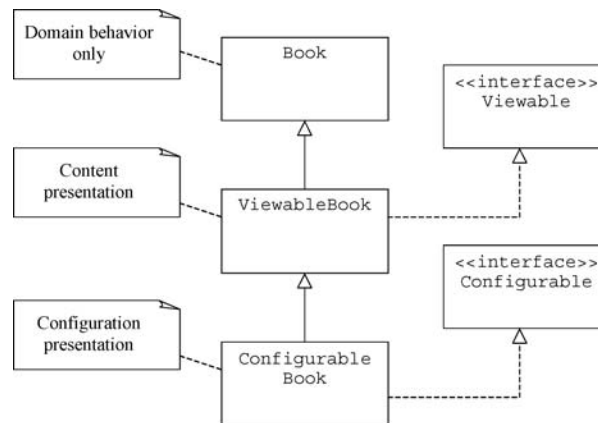 Domain behavior
only
Book
<<interface>>
Viewable
Content
presentation
ViewableBook
<<interface>>
Configurable
Configuration
presentation
Configurable
Book